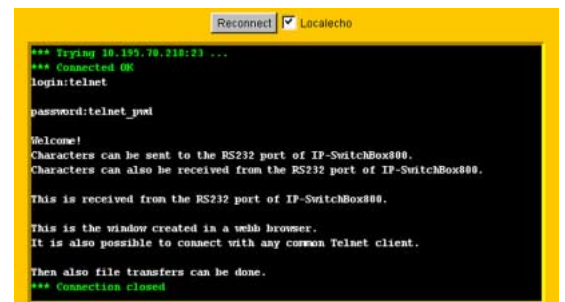 Reconnect Localecho
*** Trying 10.195.70.218:23 ...
*** Connected OK
login:telnet
password:telnet_pwd
Welcome!
Characters can be sent to the RS232 port of IP-SwitchBox800.
Characters can also be received from the RS232 port of IP-SwitchBox800.
This is received from the RS232 port of IP-SwitchBox800.
This is the window created in a webb browser.
It is also possible to connect with any common Telnet client.
Then also file transfers can be done.
*** Connection closed